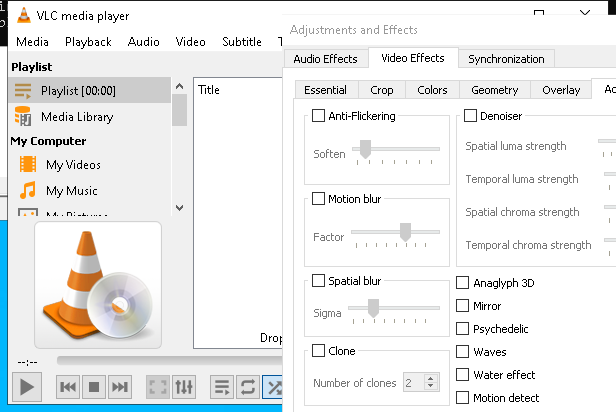 VLC media player
Media Playback Audio Video Subtitle T
Playlist
Playlist [00:00]
Media Library
My Computer
My Videos
My Music
My Pictures
Title
Drop
--:--
Adjustments and Effects
Audio Effects Video Effects Synchronization
Essential Crop Colors Geometry Overlay
Anti-Flickering
Soften
Motion blur
Factor
Spatial blur
Sigma
Clone
Number of clones 2
Denoiser
Spatial luma strength
Temporal luma strength
Spatial chroma strength
Temporal chroma strength
Anaglyph 3D
Mirror
Psychedelic
Waves
Water effect
Motion detect